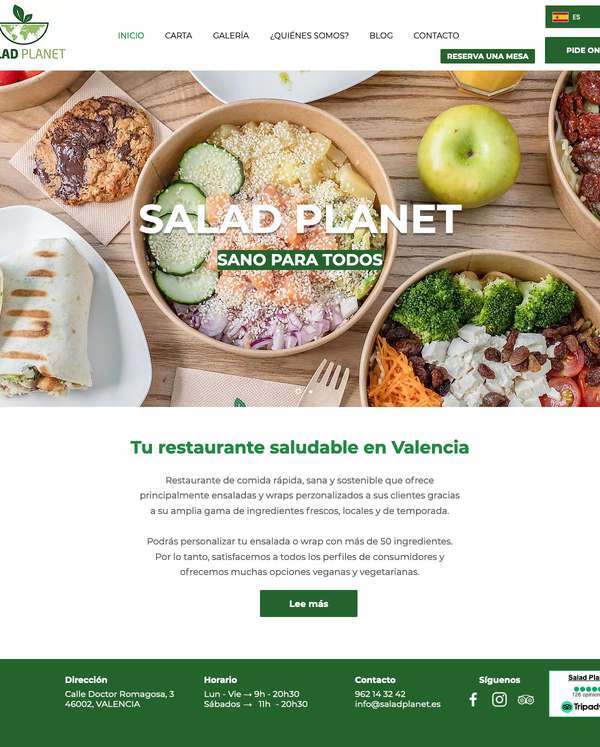 PLANET
INICIO
CARTA
GALERÍA
¿QUIÉNES SOMOS?
BLOG
CONTACTO
ES
RESERVA UNA MESA
PIDE ON
SALAD PLANET
SANO PARA TODOS
Tu restaurante saludable en Valencia
Restaurante de comida rápida, sana y sostenible que ofrece
principalmente ensaladas y wraps perzonalizados a sus clientes gracias
a su amplia gama de ingredientes frescos, locales y de temporada.
Podrás personalizar tu ensalada o wrap con más de 50 ingredientes.
Por lo tanto, satisfacemos a todos los perfiles de consumidores y
ofrecemos muchas opciones veganas y vegetarianas.
Lee más
Dirección
Calle Doctor Romagosa, 3
46002, VALENCIA
Horario
Lun - Vie → 9h - 20h30
Sábados → 11h - 20h30
Contacto
962 14 32 42
info@saladplanet.es
Síguenos
Salad Pla
126 opinion
Tripadv